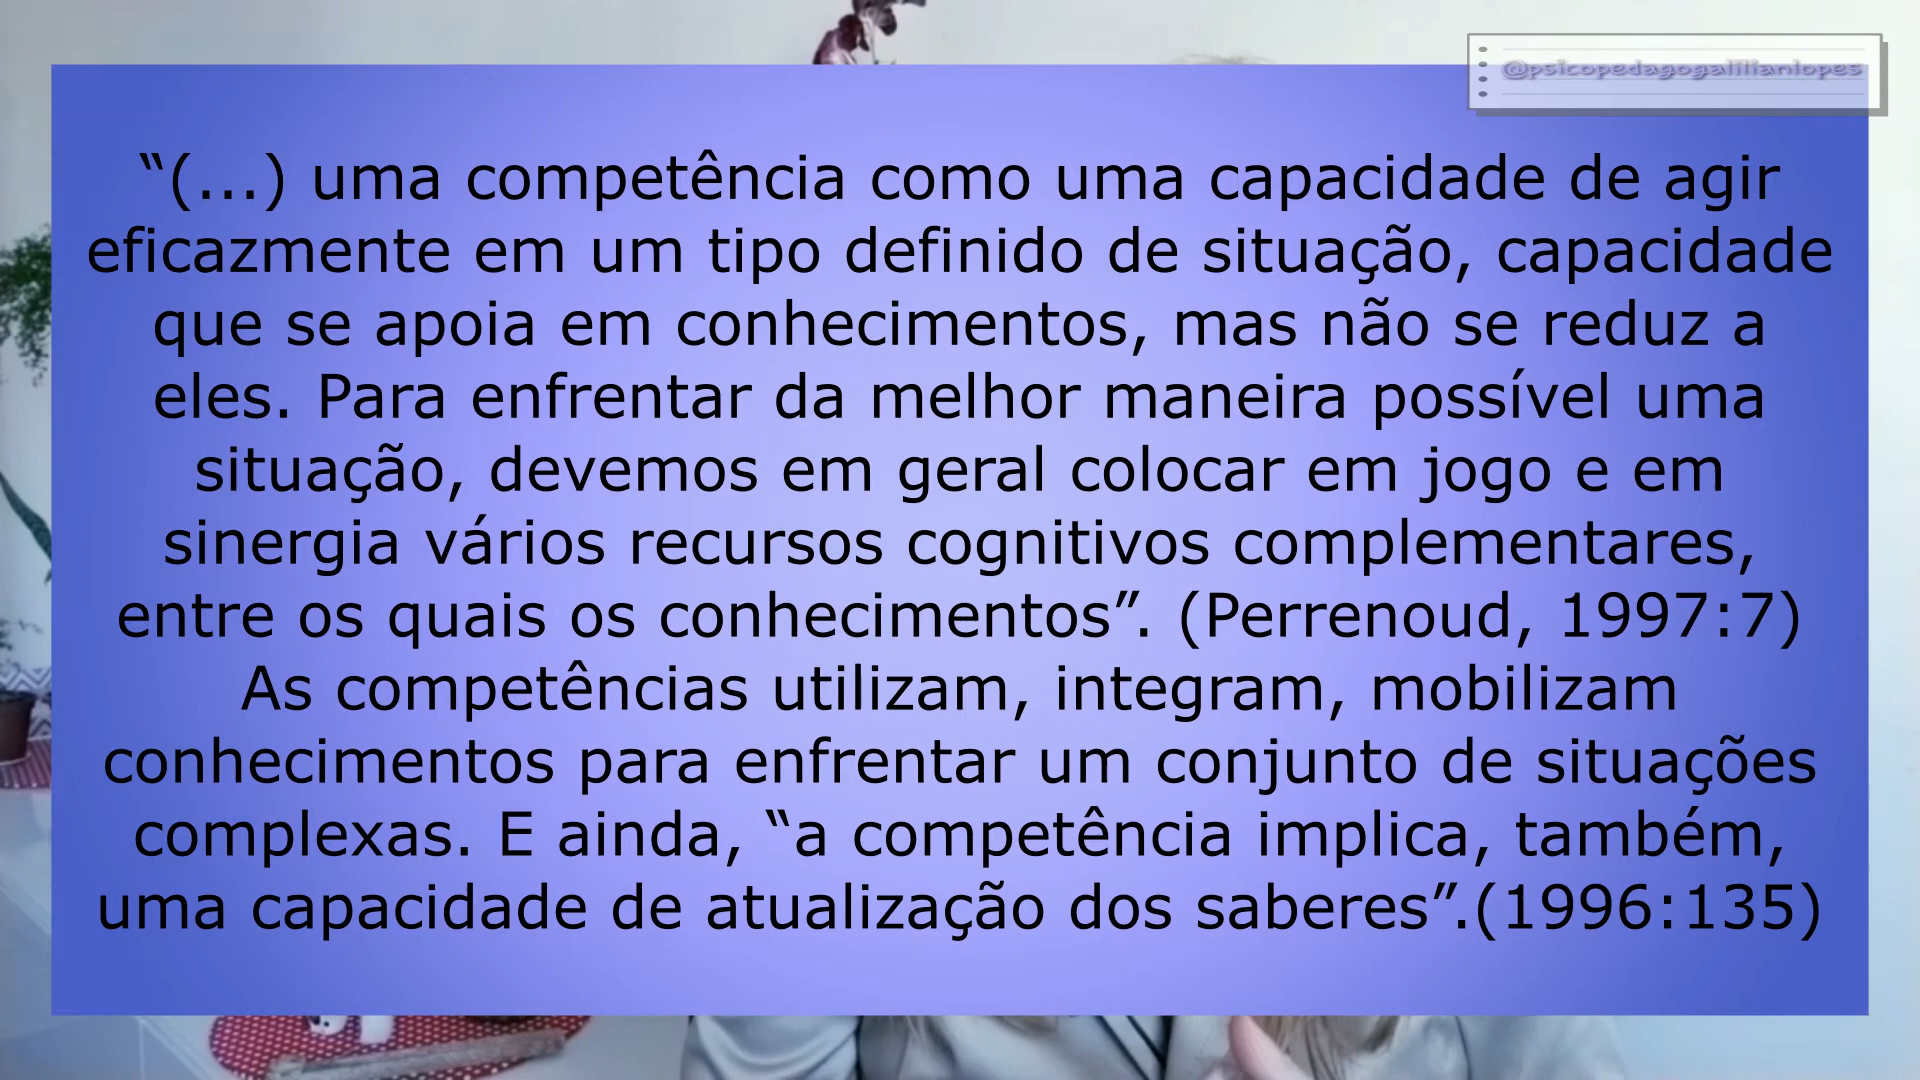 @psicopedagogalilianlopes
“(...) uma competência como uma capacidade de agir
eficazmente em um tipo definido de situação, capacidade
que se apoia em conhecimentos, mas não se reduz a
eles. Para enfrentar da melhor maneira possível uma
situação, devemos em geral colocar em jogo e em
sinergia vários recursos cognitivos complementares,
entre os quais os conhecimentos”. (Perrenoud, 1997:7)
As competências utilizam, integram, mobilizam
conhecimentos para enfrentar um conjunto de situações
complexas. E ainda, “a competência implica, também,
uma capacidade de atualização dos saberes”.(1996:135)